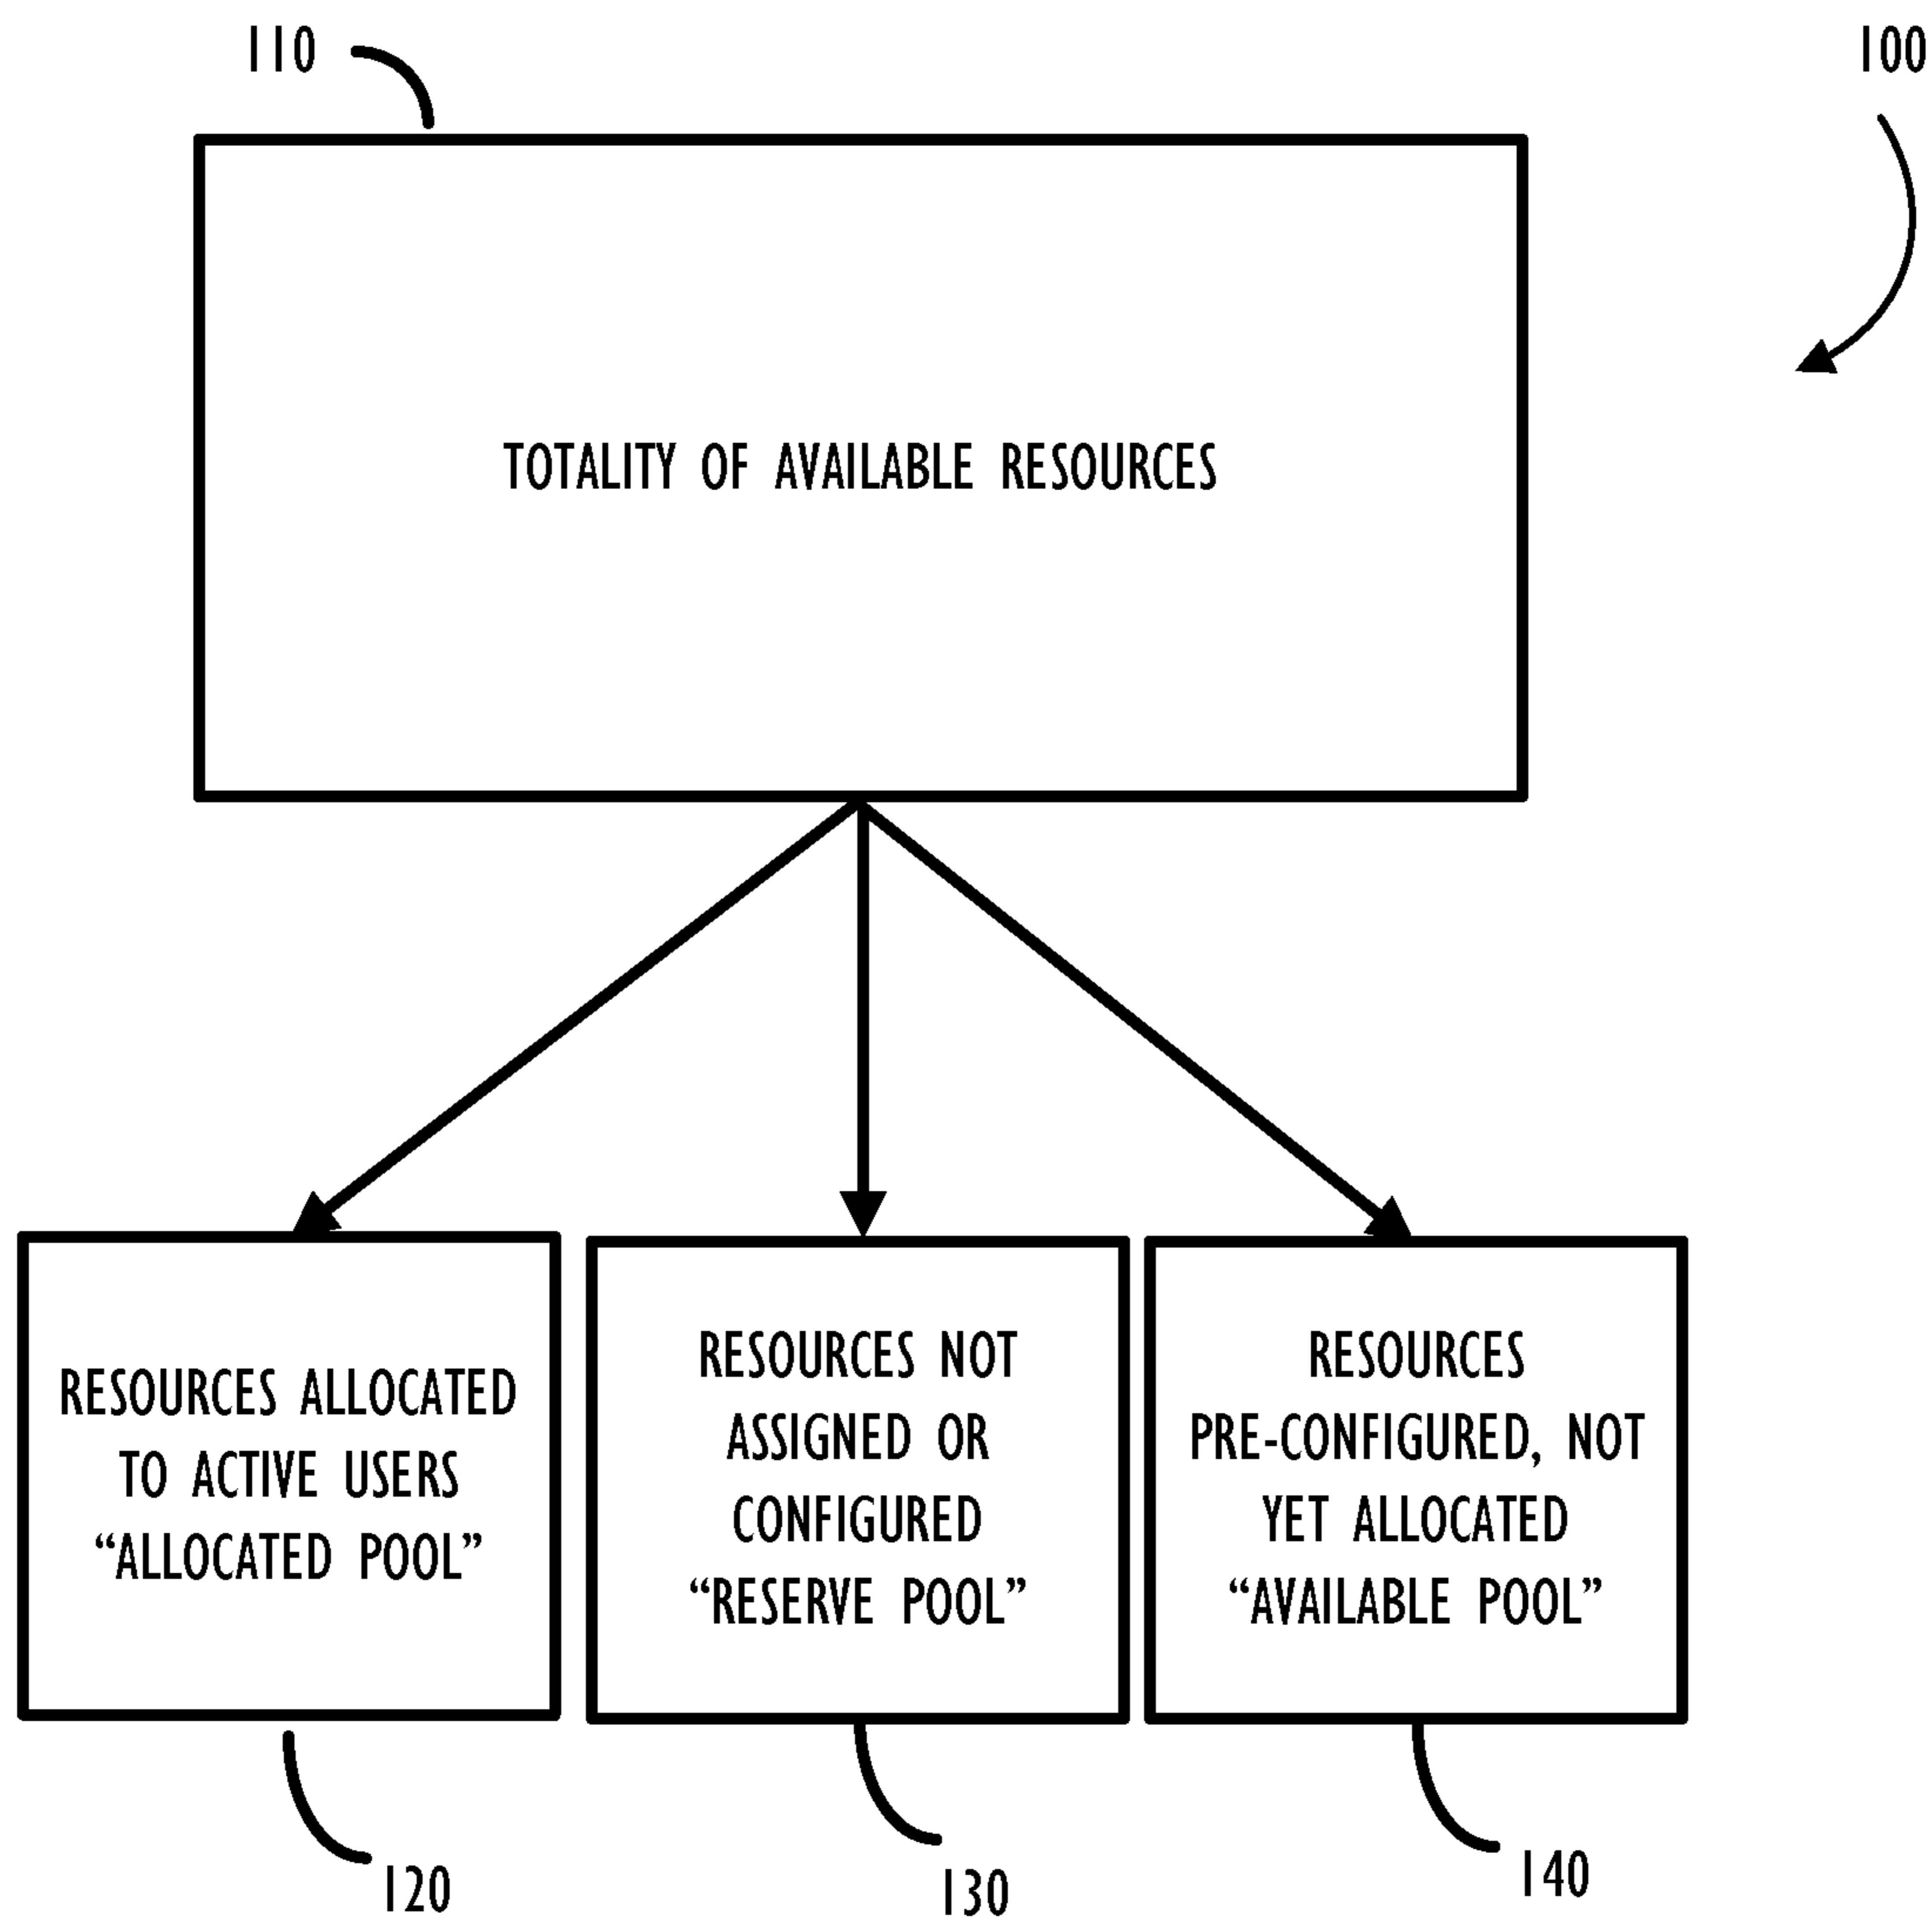 110
100
TOTALITY OF AVAILABLE RESOURCES
RESOURCES ALLOCATED
TO ACTIVE USERS
“ALLOCATED POOL”
RESOURCES NOT
ASSIGNED OR
CONFIGURED
“RESERVE POOL”
RESOURCES
PRE-CONFIGURED, NOT
YET ALLOCATED
“AVAILABLE POOL”
120
130
140